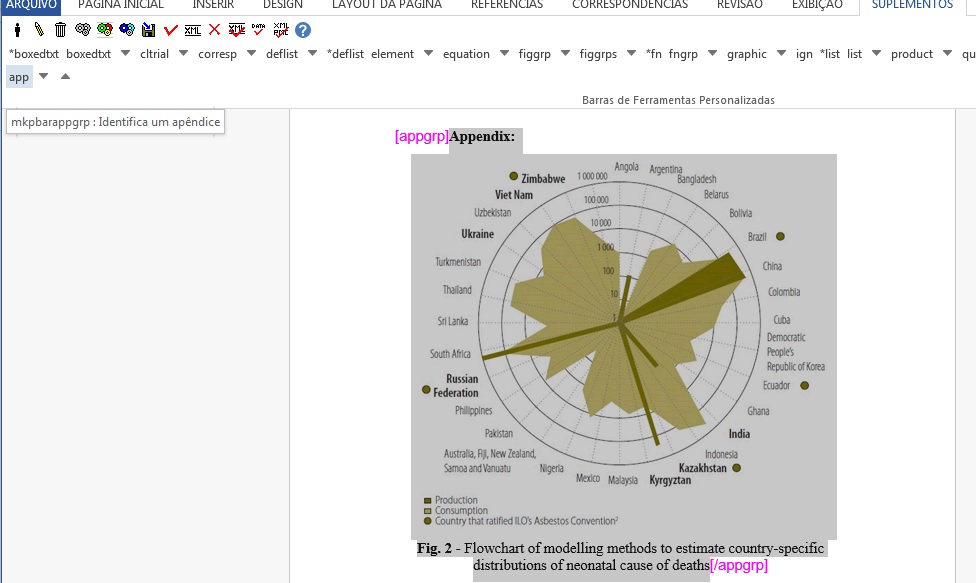 ARQUIVO PÁGINA INICIAL INSERIR DESIGN LAYOUT DA PÁGINA REFERÊNCIAS CORRESPONDÊNCIAS REVISÃO EXIBIÇÃO SUPLEMENTOS
XML XML DATA XML
*boxedtxt boxedtxt cltrial corresp deflist *deflist element equation figgrp figgrps *fn fngrp graphic ign *list list product qu
app
Barras de Ferramentas Personalizadas
mkpbarappgrp : Identifica um apêndice
[appgrp]Appendix:
Angola
Argentina
Bangladesh
Belarus
Bolivia
Brazil
China
Colombia
Cuba
Democratic
People's
Republic of Korea
Ecuador
Ghana
India
Indonesia
Kazakhstan
Kyrgyztan
Malaysia
Mexico
Nigeria
Australia, Fiji, New Zealand,
Samoa and Vanuatu
Pakistan
Philippines
Russian
Federation
South Africa
Sri Lanka
Thailand
Turkmenistan
Ukraine
Uzbekistan
Viet Nam
Zimbabwe
1 000 000
100 000
10 000
1 000
100
10
1
Production
Consumption
Country that ratified ILO's Asbestos Convention²
Fig. 2 - Flowchart of modelling methods to estimate country-specific
distributions of neonatal cause of deaths[/appgrp]